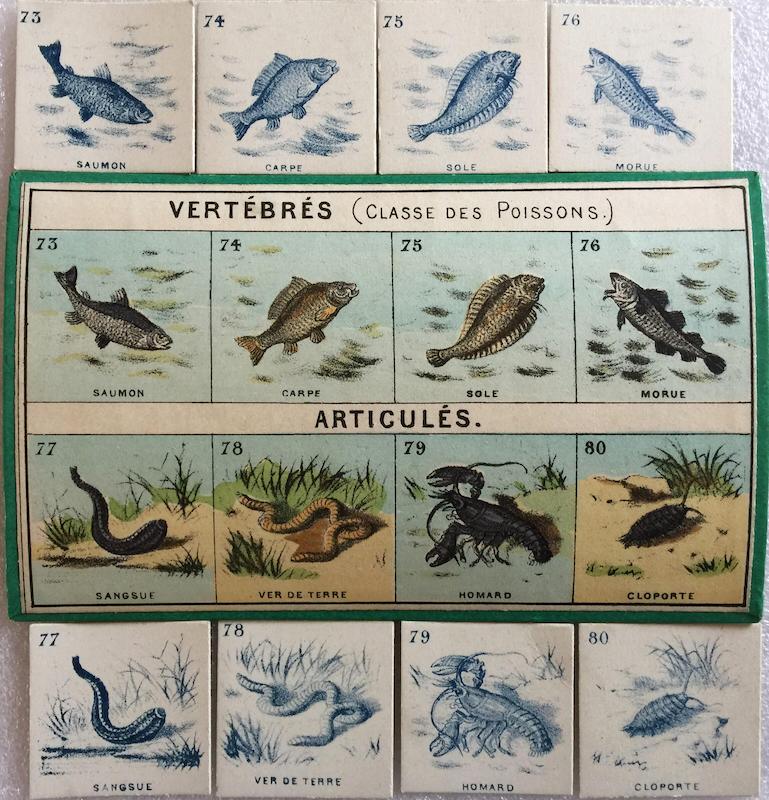 73 74 75 76
SAUMON CARPE SOLE MORUE
VERTÉBRÉS (CLASSE DES POISSONS.)
73 74 75 76
SAUMON CARPE SOLE MORUE
ARTICULÉS.
77 78 79 80
SANGSUE VER DE TERRE HOMARD CLOPORTE
77 78 79 80
SANGSUE VER DE TERRE HOMARD CLOPORTE